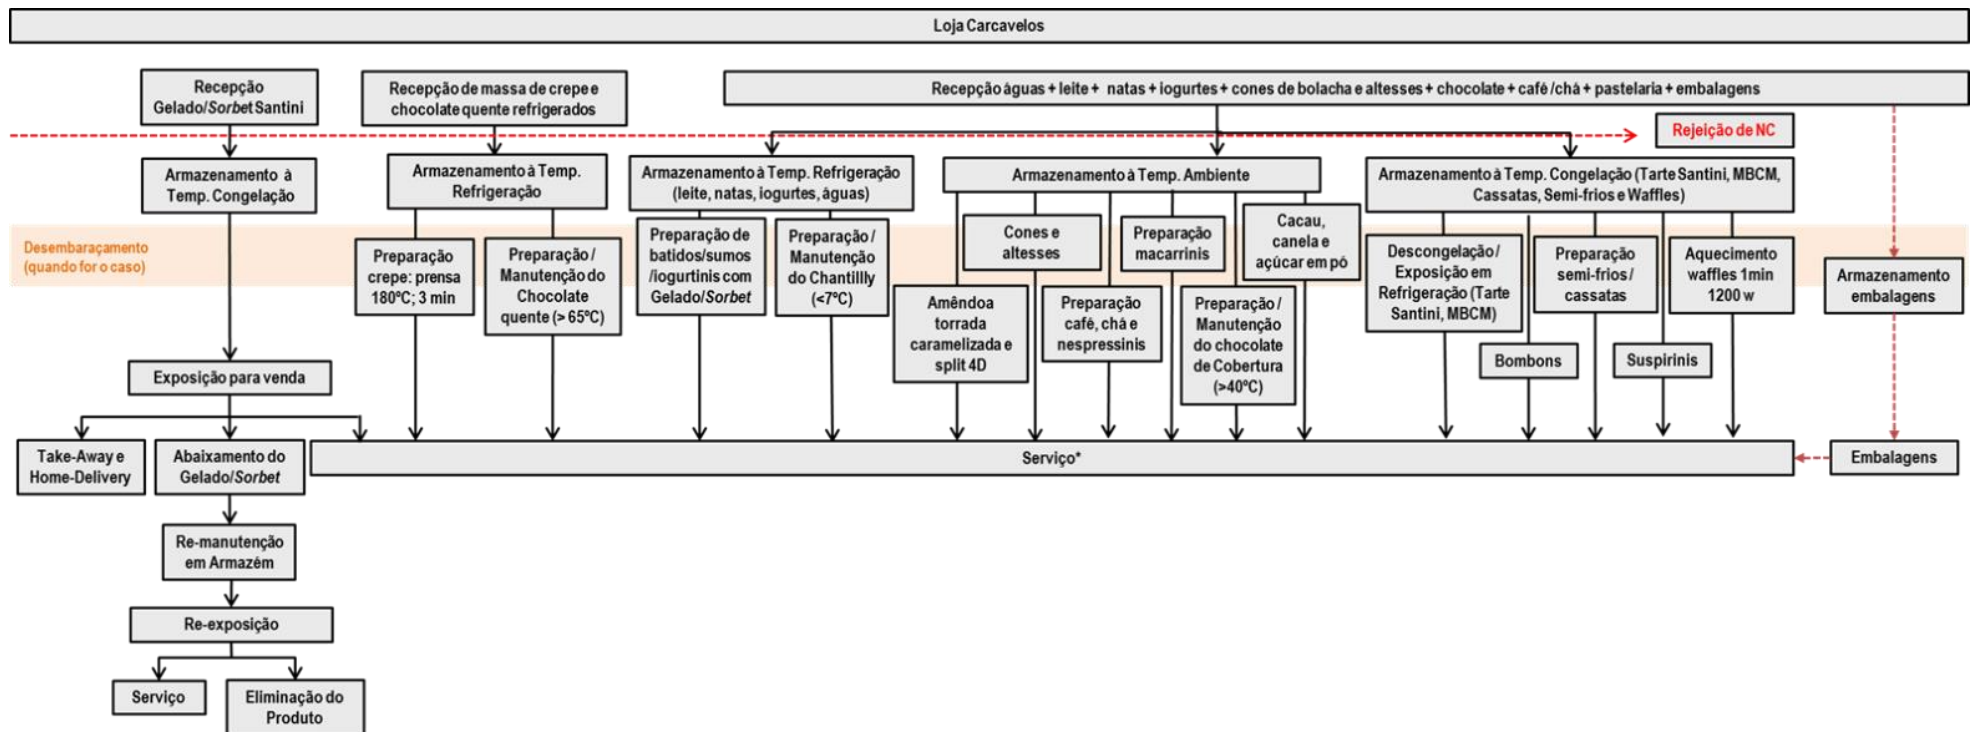 Loja Carcavelos
Recepção
Gelado/Sorbet Santini
Recepção de massa de crepe e
chocolate quente refrigerados
Recepção águas + leite + natas + iogurtes + cones de bolacha e altesses + chocolate + café /chá + pastelaria + embalagens
Rejeição de NC
Armazenamento à
Temp. Congelação
Armazenamento à Temp.
Refrigeração
Armazenamento à Temp. Refrigeração
(leite, natas, iogurtes, águas)
Armazenamento à Temp. Ambiente
Armazenamento à Temp. Congelação (Tarte Santini, MBCM,
Cassatas, Semi-frios e Waffles)
Desembaraçamento
(quando for o caso)
Preparação
crepe: prensa
180ºC; 3 min
Preparação /
Manutenção do
Chocolate
quente (> 65ºC)
Preparação de
batidos/sumos
/iogurtinis com
Gelado/Sorbet
Preparação /
Manutenção
do Chantillly
(<7ºC)
Amêndoa
torrada
caramelizada e
split 4D
Cones e
altesses
Preparação
café, chá e
nespressinis
Preparação
macarrinis
Preparação /
Manutenção
do chocolate
de Cobertura
(>40ºC)
Cacau,
canela e
açúcar em pó
Descongelação /
Exposição em
Refrigeração (Tarte
Santini, MBCM)
Bombons
Preparação
semi-frios /
cassatas
Suspirinis
Aquecimento
waffles 1min
1200 w
Armazenamento
embalagens
Exposição para venda
Take-Away e
Home-Delivery
Abaixamento do
Gelado/Sorbet
Serviço*
Embalagens
Re-manutenção
em Armazém
Re-exposição
Serviço
Eliminação do
Produto